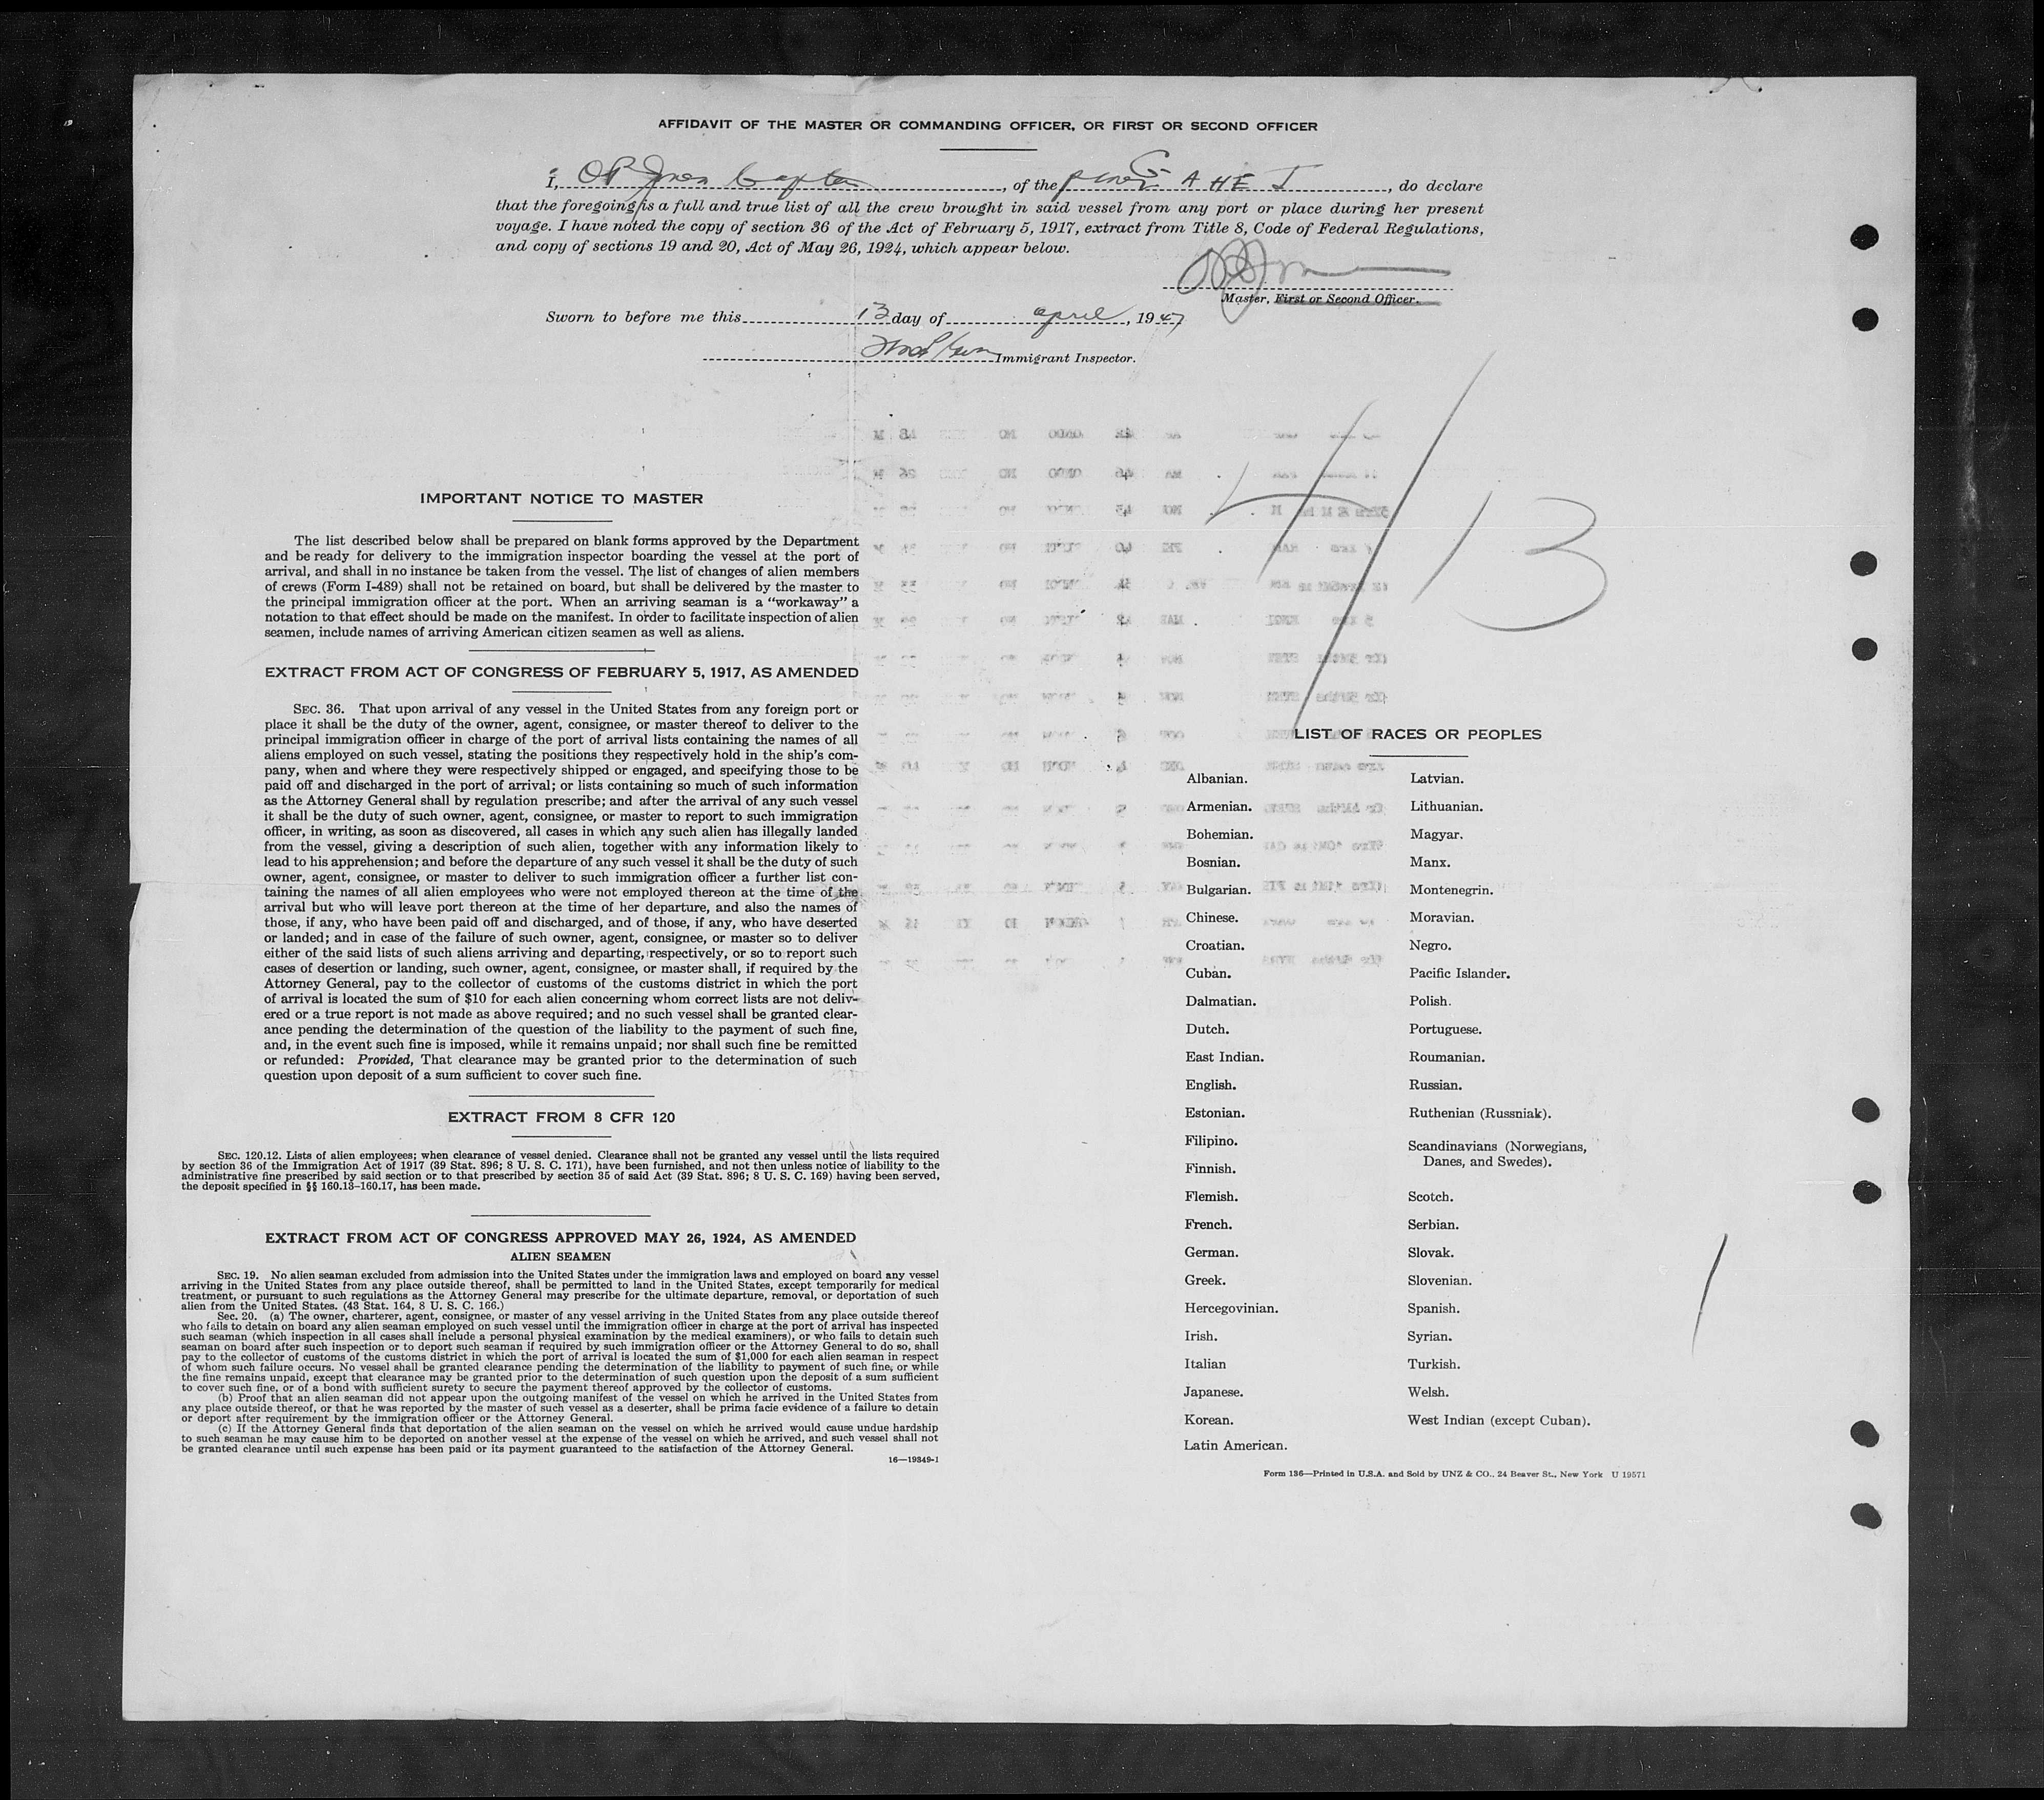 AFFIDAVIT OF THE MASTER OR COMMANDING OFFICER, OR FIRST OR SECOND OFFICER
I, OP Jones Captain, of the G A H E I, do declare
that the foregoing is a full and true list of all the crew brought in said vessel from any port or place during her present
voyage. I have noted the copy of section 36 of the Act of February 5, 1917, extract from Title 8, Code of Federal Regulations,
and copy of sections 19 and 20, Act of May 26, 1924, which appear below.
Master, First or Second Officer.
Sworn to before me this 13 day of april, 1947
Immigrant Inspector.
4/13
IMPORTANT NOTICE TO MASTER
The list described below shall be prepared on blank forms approved by the Department
and be ready for delivery to the immigration inspector boarding the vessel at the port of
arrival, and shall in no instance be taken from the vessel. The list of changes of alien members
of crews (Form I-489) shall not be retained on board, but shall be delivered by the master to
the principal immigration officer at the port. When an arriving seaman is a "workaway" a
notation to that effect should be made on the manifest. In order to facilitate inspection of alien
seamen, include names of arriving American citizen seamen as well as aliens.
EXTRACT FROM ACT OF CONGRESS OF FEBRUARY 5, 1917, AS AMENDED
SEC. 36. That upon arrival of any vessel in the United States from any foreign port or
place it shall be the duty of the owner, agent, consignee, or master thereof to deliver to the
principal immigration officer in charge of the port of arrival lists containing the names of all
aliens employed on such vessel, stating the positions they respectively hold in the ship's com-
pany, when and where they were respectively shipped or engaged, and specifying those to be
paid off and discharged in the port of arrival; or lists containing so much of such information
as the Attorney General shall by regulation prescribe; and after the arrival of any such vessel
it shall be the duty of such owner, agent, consignee, or master to report to such immigration
officer, in writing, as soon as discovered, all cases in which any such alien has illegally landed
from the vessel, giving a description of such alien, together with any information likely to
lead to his apprehension; and before the departure of any such vessel it shall be the duty of such
owner, agent, consignee, or master to deliver to such immigration officer a further list con-
taining the names of all alien employees who were not employed thereon at the time of the
arrival but who will leave port thereon at the time of her departure, and also the names of
those, if any, who have been paid off and discharged, and of those, if any, who have deserted
or landed; and in case of the failure of such owner, agent, consignee, or master so to deliver
either of the said lists of such aliens arriving and departing, respectively, or so to report such
cases of desertion or landing, such owner, agent, consignee, or master shall, if required by the
Attorney General, pay to the collector of customs of the customs district in which the port
of arrival is located the sum of $10 for each alien concerning whom correct lists are not deliv-
ered or a true report is not made as above required; and no such vessel shall be granted clear-
ance pending the determination of the question of the liability to the payment of such fine,
and, in the event such fine is imposed, while it remains unpaid; nor shall such fine be remitted
or refunded: Provided, That clearance may be granted prior to the determination of such
question upon deposit of a sum sufficient to cover such fine.
EXTRACT FROM 8 CFR 120
SEC. 120.12. Lists of alien employees; when clearance of vessel denied. Clearance shall not be granted any vessel until the lists required
by section 36 of the Immigration Act of 1917 (39 Stat. 896; 8 U. S. C. 171), have been furnished, and not then unless notice of liability to the
administrative fine prescribed by said section or to that prescribed by section 35 of said Act (39 Stat. 896; 8 U. S. C. 169) having been served,
the deposit specified in §§ 160.13-160.17, has been made.
EXTRACT FROM ACT OF CONGRESS APPROVED MAY 26, 1924, AS AMENDED
ALIEN SEAMEN
SEC. 19. No alien seaman excluded from admission into the United States under the immigration laws and employed on board any vessel
arriving in the United States from any place outside thereof, shall be permitted to land in the United States, except temporarily for medical
treatment, or pursuant to such regulations as the Attorney General may prescribe for the ultimate departure, removal, or deportation of such
alien from the United States. (43 Stat. 164, 8 U. S. C. 166.)
Sec. 20. (a) The owner, charterer, agent, consignee, or master of any vessel arriving in the United States from any place outside thereof
who fails to detain on board any alien seaman employed on such vessel until the immigration officer in charge at the port of arrival has inspected
such seaman (which inspection in all cases shall include a personal physical examination by the medical examiners), or who fails to detain such
seaman on board after such inspection or to deport such seaman if required by such immigration officer or the Attorney General to do so, shall
pay to the collector of customs of the customs district in which the port of arrival is located the sum of $1,000 for each alien seaman in respect
of whom such failure occurs. No vessel shall be granted clearance pending the determination of the liability to the payment of such fine, or while
the fine remains unpaid, except that clearance may be granted prior to the determination of such question upon the deposit of a sum sufficient
to cover such fine, or of a bond with sufficient surety to secure the payment thereof approved by the collector of customs.
(b) Proof that an alien seaman did not appear upon the outgoing manifest of the vessel on which he arrived in the United States from
any place outside thereof, or that he was reported by the master of such vessel as a deserter, shall be prima facie evidence of a failure to detain
or deport after requirement by the immigration officer or the Attorney General.
(c) If the Attorney General finds that deportation of the alien seaman on the vessel on which he arrived would cause undue hardship
to such seaman he may cause him to be deported on another vessel at the expense of the vessel on which he arrived, and such vessel shall not
be granted clearance until such expense has been paid or its payment guaranteed to the satisfaction of the Attorney General.
16—19349-1
LIST OF RACES OR PEOPLES
Albanian.
Armenian.
Bohemian.
Bosnian.
Bulgarian.
Chinese.
Croatian.
Cuban.
Dalmatian.
Dutch.
East Indian.
English.
Estonian.
Filipino.
Finnish.
Flemish.
French.
German.
Greek.
Hercegovinian.
Irish.
Italian
Japanese.
Korean.
Latin American.
Latvian.
Lithuanian.
Magyar.
Manx.
Montenegrin.
Moravian.
Negro.
Pacific Islander.
Polish.
Portuguese.
Roumanian.
Russian.
Ruthenian (Russniak).
Scandinavians (Norwegians,
Danes, and Swedes).
Scotch.
Serbian.
Slovak.
Slovenian.
Spanish.
Syrian.
Turkish.
Welsh.
West Indian (except Cuban).
Form 136—Printed in U.S.A. and Sold by UNZ & CO., 24 Beaver St., New York U 19571